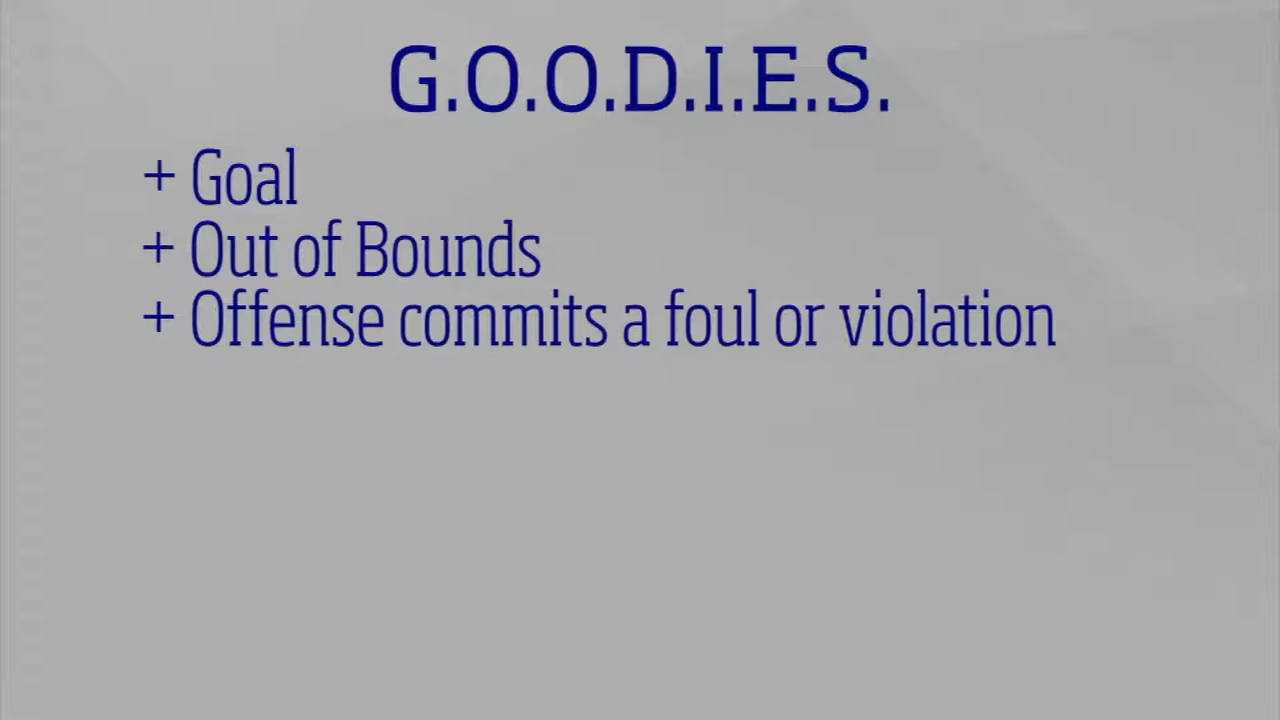 G.O.O.D.I.E.S.
+ Goal
+ Out of Bounds
+ Offense commits a foul or violation